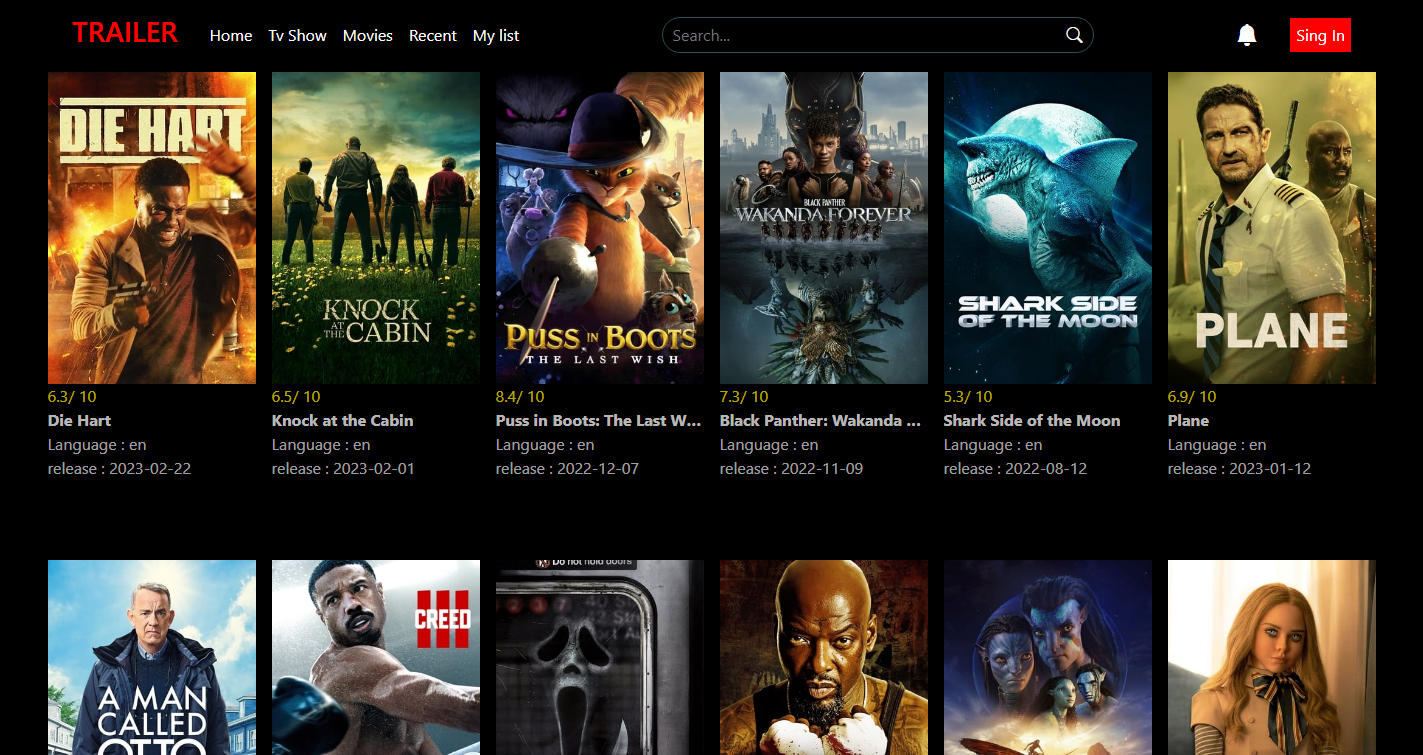 TRAILER Home Tv Show Movies Recent My list Search... Sing In
DIE HART
KNOCK
AT THE CABIN
PUSS IN BOOTS
THE LAST WISH
BLACK PANTHER
WAKANDA FOREVER
SHARK SIDE
OF THE MOON
PLANE
6.3/ 10 6.5/ 10 8.4/ 10 7.3/ 10 5.3/ 10 6.9/ 10
Die Hart Knock at the Cabin Puss in Boots: The Last W... Black Panther: Wakanda ... Shark Side of the Moon Plane
Language : en Language : en Language : en Language : en Language : en Language : en
release : 2023-02-22 release : 2023-02-01 release : 2022-12-07 release : 2022-11-09 release : 2022-08-12 release : 2023-01-12
A MAN
CALLED
OTTO
III
CREED
Do not hold doors